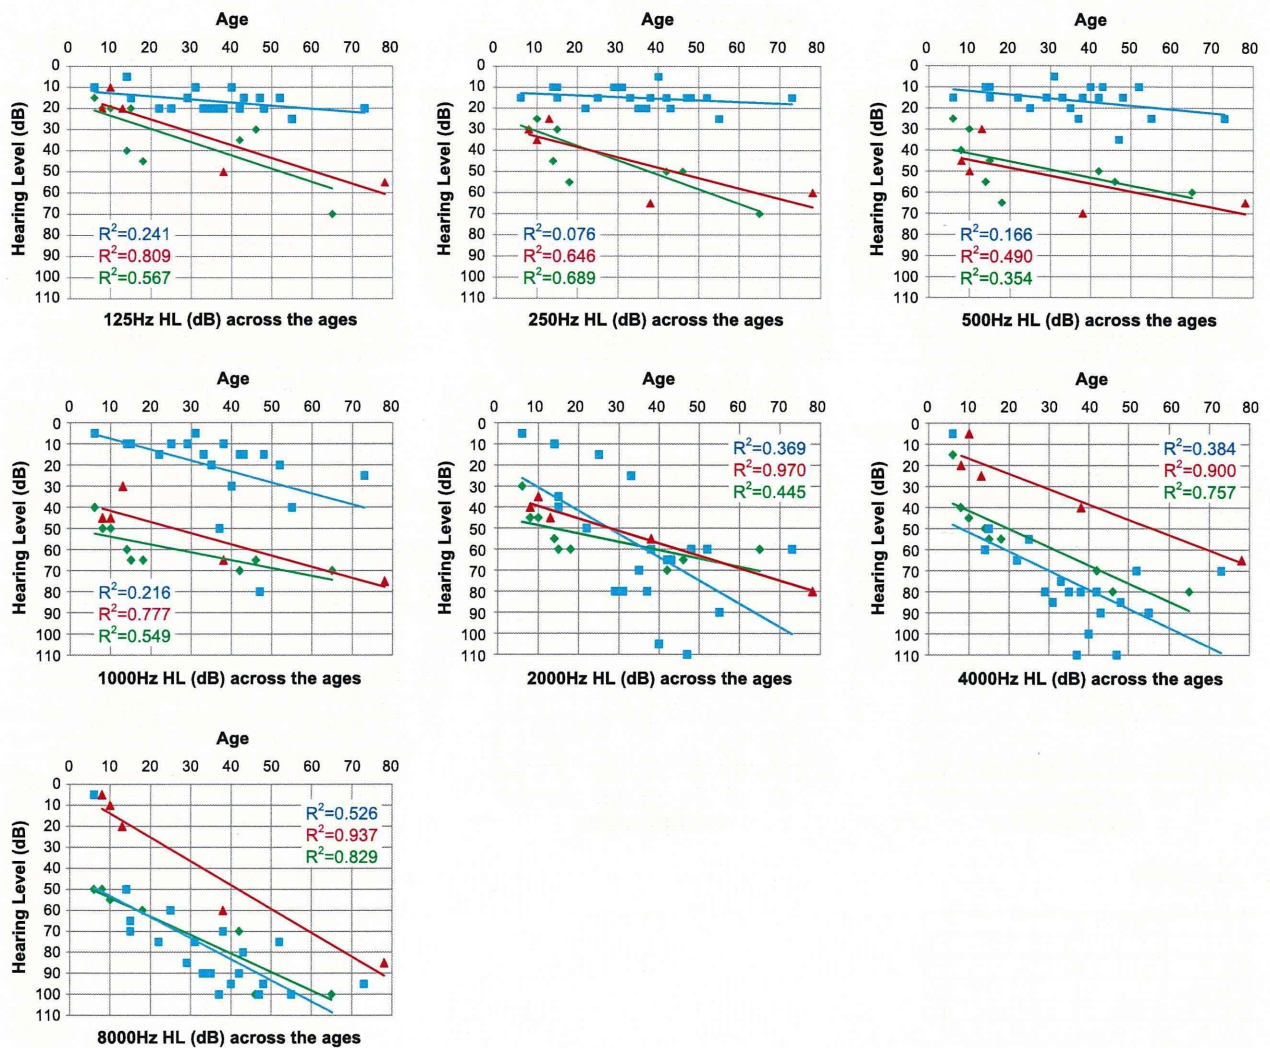 Age
Age
Age
0 10 20 30 40 50 60 70 80
0 10 20 30 40 50 60 70 80
0 10 20 30 40 50 60 70 80
Hearing Level (dB)
0
10
20
30
40
50
60
70
80
90
100
110
R²=0.241
R²=0.809
R²=0.567
125Hz HL (dB) across the ages
Hearing Level (dB)
0
10
20
30
40
50
60
70
80
90
100
110
R²=0.076
R²=0.646
R²=0.689
250Hz HL (dB) across the ages
Hearing Level (dB)
0
10
20
30
40
50
60
70
80
90
100
110
R²=0.166
R²=0.490
R²=0.354
500Hz HL (dB) across the ages
Age
Age
Age
0 10 20 30 40 50 60 70 80
0 10 20 30 40 50 60 70 80
0 10 20 30 40 50 60 70 80
Hearing Level (dB)
0
10
20
30
40
50
60
70
80
90
100
110
R²=0.216
R²=0.777
R²=0.549
1000Hz HL (dB) across the ages
Hearing Level (dB)
0
10
20
30
40
50
60
70
80
90
100
110
R²=0.369
R²=0.970
R²=0.445
2000Hz HL (dB) across the ages
Hearing Level (dB)
0
10
20
30
40
50
60
70
80
90
100
110
R²=0.384
R²=0.900
R²=0.757
4000Hz HL (dB) across the ages
Age
0 10 20 30 40 50 60 70 80
Hearing Level (dB)
0
10
20
30
40
50
60
70
80
90
100
110
R²=0.526
R²=0.937
R²=0.829
8000Hz HL (dB) across the ages